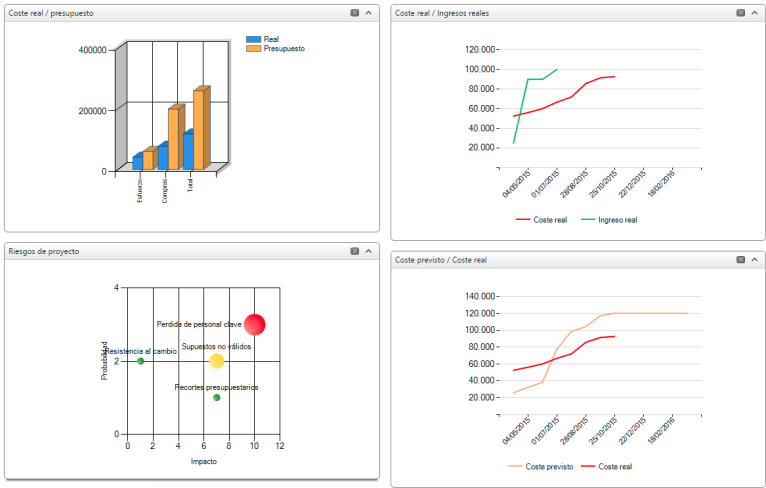 Coste real / presupuesto
400000
200000
0
Esfuerzo
Compras
Total
Real
Presupuesto
Coste real / Ingresos reales
120.000
100.000
80.000
60.000
40.000
20.000
04/05/2015
01/07/2015
28/08/2015
25/10/2015
22/12/2015
18/02/2016
Coste real
Ingreso real
Riesgos de proyecto
4
2
0
Probabilidad
Perdida de personal clave
Supuestos no válidos
Resistencia al cambio
Recortes presupuestarios
0 2 4 6 8 10 12
Impacto
Coste previsto / Coste real
140.000
120.000
100.000
80.000
60.000
40.000
20.000
04/05/2015
01/07/2015
28/08/2015
25/10/2015
22/12/2015
18/02/2016
Coste previsto
Coste real